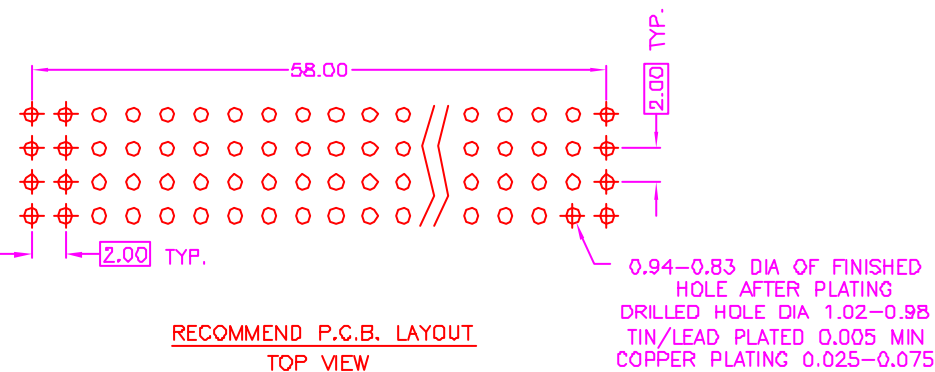 58.00
2.00 TYP.
2.00 TYP.
0.94-0.83 DIA OF FINISHED
HOLE AFTER PLATING
DRILLED HOLE DIA 1.02-0.98
TIN/LEAD PLATED 0.005 MIN
COPPER PLATING 0.025-0.075
RECOMMEND P.C.B. LAYOUT
TOP VIEW